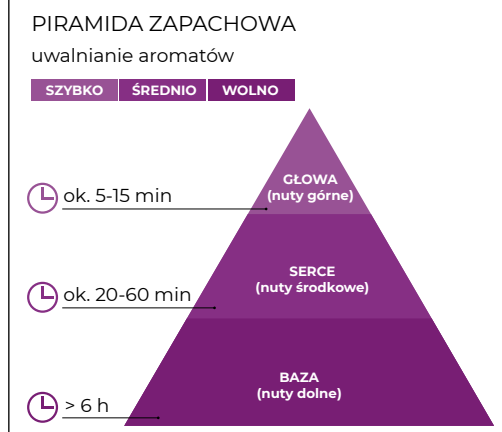 PIRAMIDA ZAPACHOWA
uwalnianie aromatów
SZYBKO ŚREDNIO WOLNO
GŁOWA
(nuty górne)
ok. 5-15 min
SERCE
(nuty środkowe)
ok. 20-60 min
BAZA
(nuty dolne)
> 6 h